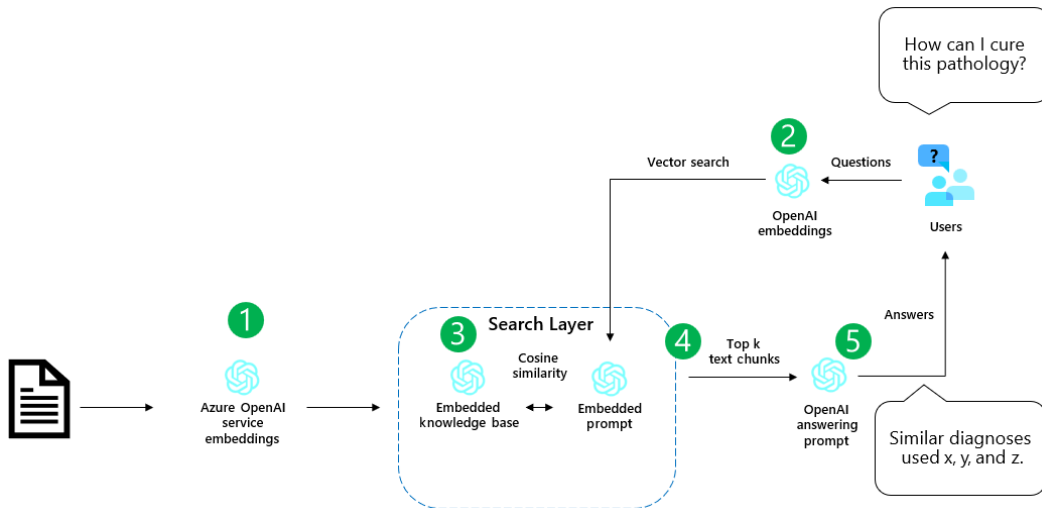 How can I cure
this pathology?
2
?
Vector search
Questions
OpenAI
embeddings
Users
1
3
Search Layer
4
5
Answers
Cosine
similarity
Top k
text chunks
Azure OpenAI
service
embeddings
Embedded
knowledge base
Embedded
prompt
OpenAI
answering
prompt
Similar diagnoses
used x, y, and z.